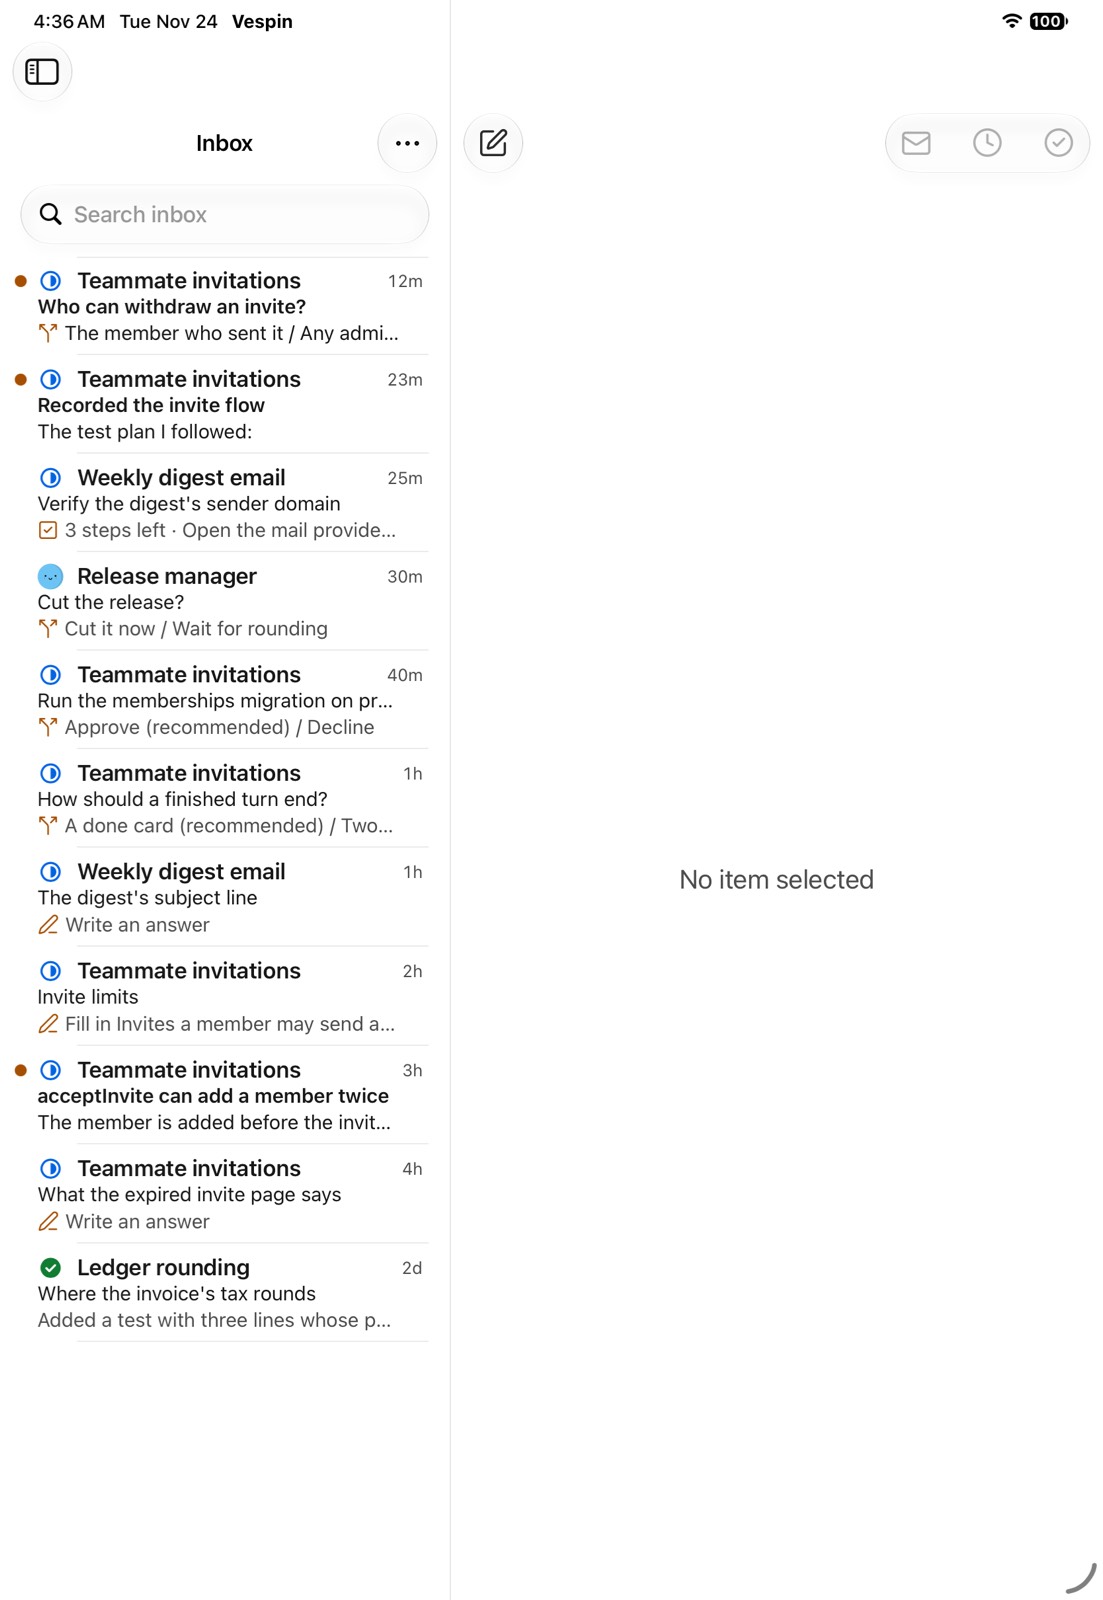 4:36 AM Tue Nov 24 Vespin
100
Inbox
Search inbox
Teammate invitations 12m
Who can withdraw an invite?
The member who sent it / Any admi...
Teammate invitations 23m
Recorded the invite flow
The test plan I followed:
Weekly digest email 25m
Verify the digest's sender domain
3 steps left · Open the mail provide...
Release manager 30m
Cut the release?
Cut it now / Wait for rounding
Teammate invitations 40m
Run the memberships migration on pr...
Approve (recommended) / Decline
Teammate invitations 1h
How should a finished turn end?
A done card (recommended) / Two...
Weekly digest email 1h
The digest's subject line
Write an answer
Teammate invitations 2h
Invite limits
Fill in Invites a member may send a...
Teammate invitations 3h
acceptInvite can add a member twice
The member is added before the invit...
Teammate invitations 4h
What the expired invite page says
Write an answer
Ledger rounding 2d
Where the invoice's tax rounds
Added a test with three lines whose p...
No item selected